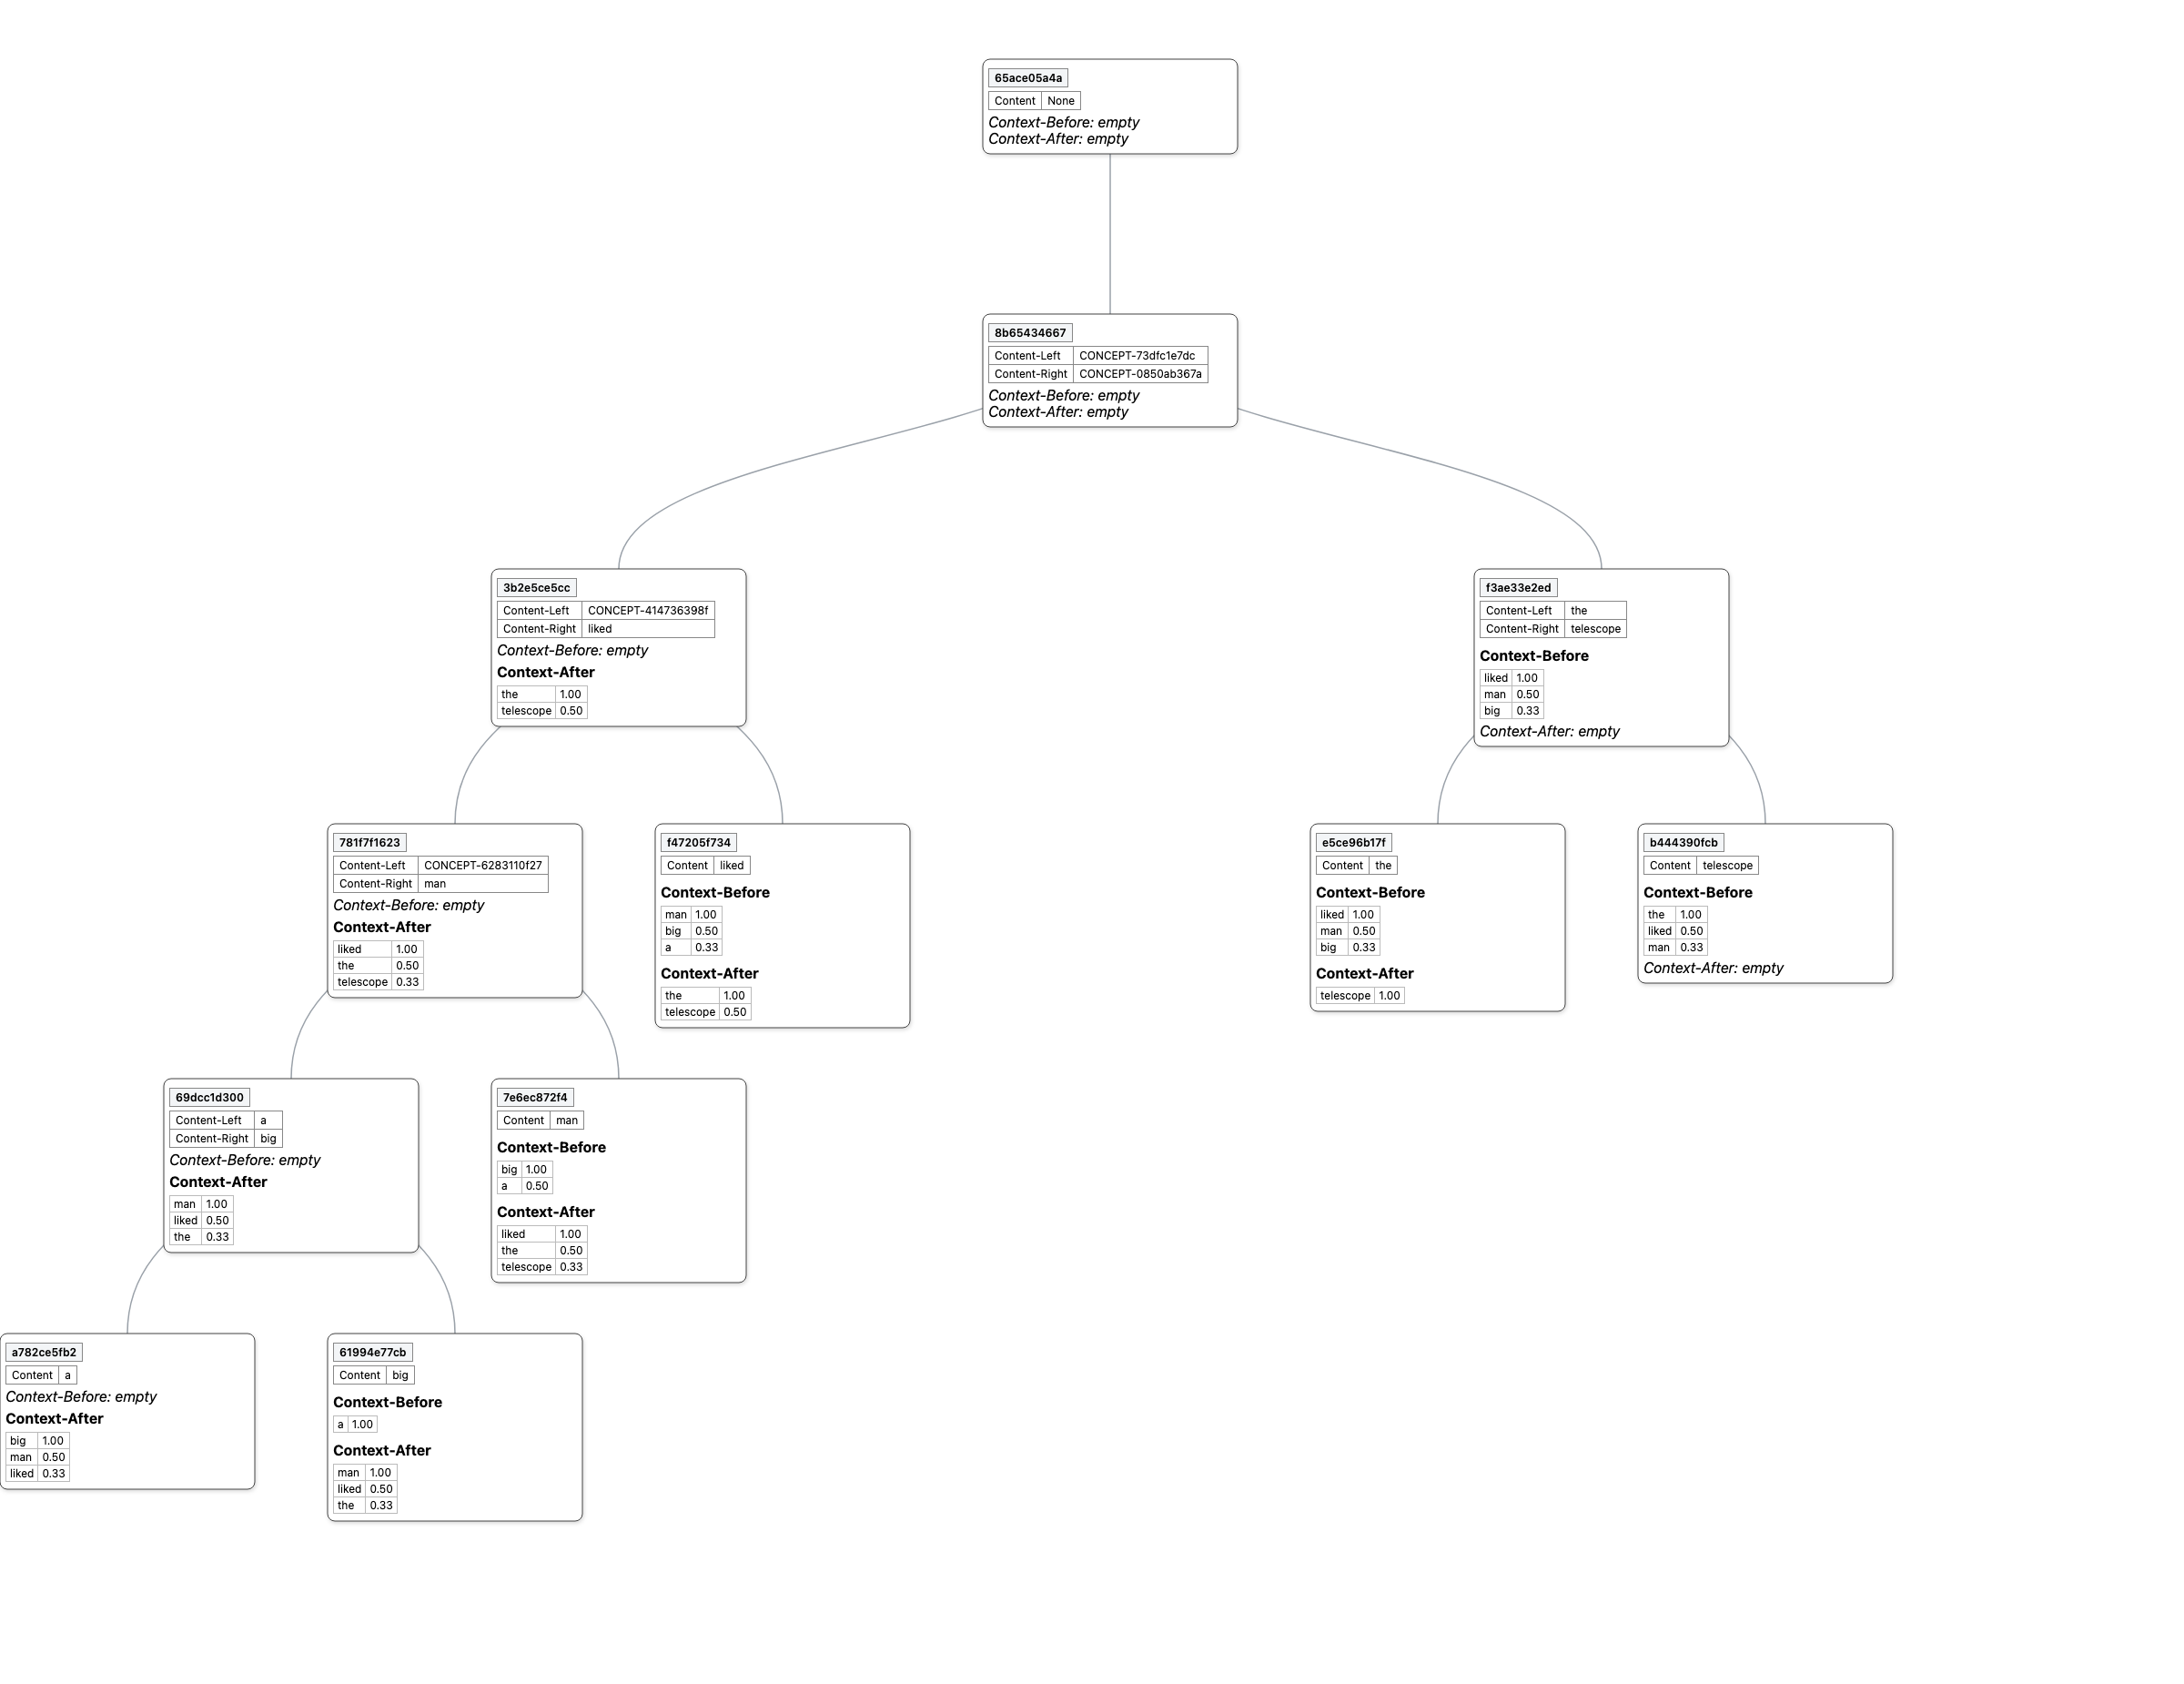 65ace05a4a
Content None
Context-Before: empty
Context-After: empty
8b65434667
Content-Left CONCEPT-73dfc1e7dc
Content-Right CONCEPT-0850ab367a
Context-Before: empty
Context-After: empty
3b2e5ce5cc
Content-Left CONCEPT-414736398f
Content-Right liked
Context-Before: empty
Context-After
the 1.00
telescope 0.50
f3ae33e2ed
Content-Left the
Content-Right telescope
Context-Before
liked 1.00
man 0.50
big 0.33
Context-After: empty
781f7f1623
Content-Left CONCEPT-6283110f27
Content-Right man
Context-Before: empty
Context-After
liked 1.00
the 0.50
telescope 0.33
f47205f734
Content liked
Context-Before
man 1.00
big 0.50
a 0.33
Context-After
the 1.00
telescope 0.50
e5ce96b17f
Content the
Context-Before
liked 1.00
man 0.50
big 0.33
Context-After
telescope 1.00
b444390fcb
Content telescope
Context-Before
the 1.00
liked 0.50
man 0.33
Context-After: empty
69dcc1d300
Content-Left a
Content-Right big
Context-Before: empty
Context-After
man 1.00
liked 0.50
the 0.33
7e6ec872f4
Content man
Context-Before
big 1.00
a 0.50
Context-After
liked 1.00
the 0.50
telescope 0.33
a782ce5fb2
Content a
Context-Before: empty
Context-After
big 1.00
man 0.50
liked 0.33
61994e77cb
Content big
Context-Before
a 1.00
Context-After
man 1.00
liked 0.50
the 0.33